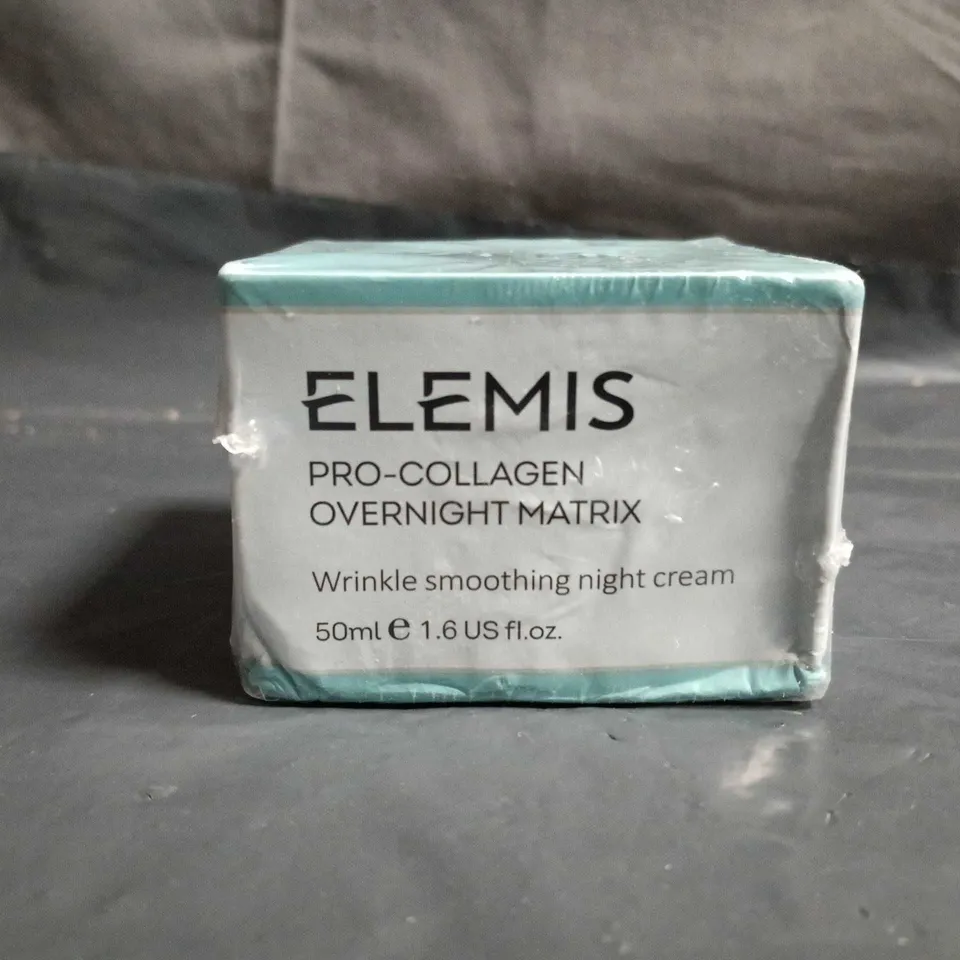 ELEMIS
PRO-COLLAGEN
OVERNIGHT MATRIX
Wrinkle smoothing night cream
50ml ℮ 1.6 US fl.oz.